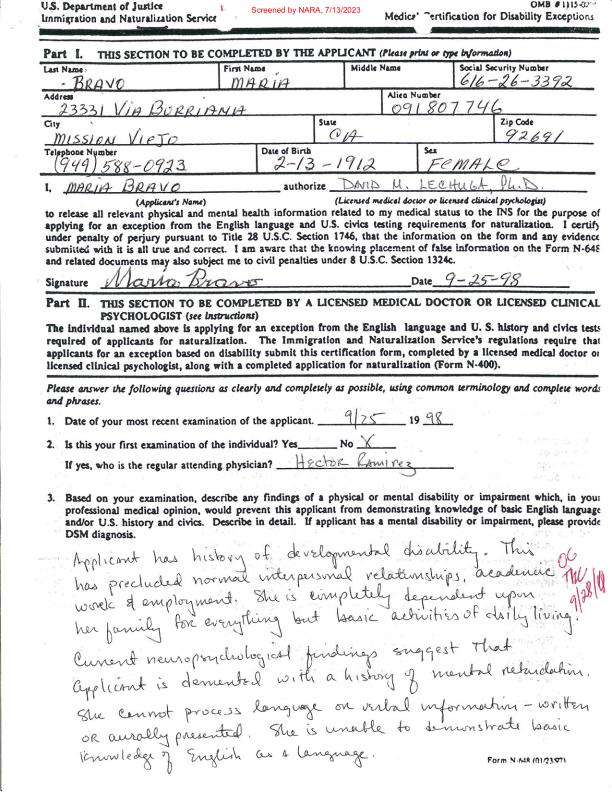 U.S. Department of Justice
Immigration and Naturalization Service
Screened by NARA, 7/13/2023
OMB #1115-02
Medical Certification for Disability Exceptions
Part I. THIS SECTION TO BE COMPLETED BY THE APPLICANT (Please print or type information)
Last Name First Name Middle Name Social Security Number
BRAVO MARIA 616-26-3392
Address Alien Number
23331 VIA BURRIANA 091807746
City State Zip Code
MISSION VIEJO CA 92691
Telephone Number Date of Birth Sex
(949) 588-0923 2-13-1912 FEMALE
I, MARIA BRAVO authorize DAVID M. LECHUGA, Ph.D.
(Applicant's Name) (Licensed medical doctor or licensed clinical psychologist)
to release all relevant physical and mental health information related to my medical status to the INS for the purpose of
applying for an exception from the English language and U.S. civics testing requirements for naturalization. I certify
under penalty of perjury pursuant to Title 28 U.S.C. Section 1746, that the information on the form and any evidence
submitted with it is all true and correct. I am aware that the knowing placement of false information on the Form N-648
and related documents may also subject me to civil penalties under 8 U.S.C. Section 1324c.
Signature Maria Bravo Date 9-25-98
Part II. THIS SECTION TO BE COMPLETED BY A LICENSED MEDICAL DOCTOR OR LICENSED CLINICAL
PSYCHOLOGIST (see instructions)
The individual named above is applying for an exception from the English language and U. S. history and civics tests
required of applicants for naturalization. The Immigration and Naturalization Service's regulations require that
applicants for an exception based on disability submit this certification form, completed by a licensed medical doctor or
licensed clinical psychologist, along with a completed application for naturalization (Form N-400).
Please answer the following questions as clearly and completely as possible, using common terminology and complete words
and phrases.
1. Date of your most recent examination of the applicant. 9/25 19 98
2. Is this your first examination of the individual? Yes No X
If yes, who is the regular attending physician? Hector Ramirez
3. Based on your examination, describe any findings of a physical or mental disability or impairment which, in your
professional medical opinion, would prevent this applicant from demonstrating knowledge of basic English language
and/or U.S. history and civics. Describe in detail. If applicant has a mental disability or impairment, please provide
DSM diagnosis.
Applicant has history of developmental disability. This
has precluded normal interpersonal relationships, academic
work & employment. She is completely dependent upon
her family for everything but basic activities of daily living.
9/28/98
Current neuropsychological findings suggest that
applicant is demented with a history of mental retardation.
She cannot process language or verbal information - written
or aurally presented. She is unable to demonstrate basic
knowledge of English as a language.
Form N-648 (01/23/97)